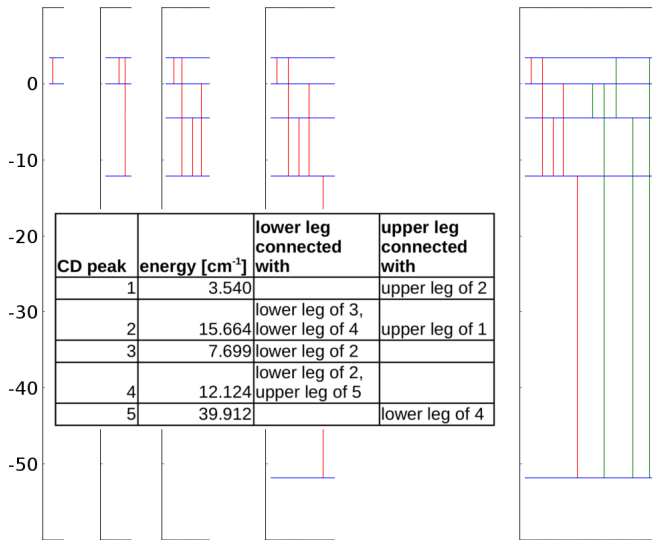 0
-10
-20
-30
-40
-50
CD peak energy [cm-1] lower leg connected with upper leg connected with
1 3.540 upper leg of 2
2 15.664 lower leg of 3, lower leg of 4 upper leg of 1
3 7.699 lower leg of 2
4 12.124 lower leg of 2, upper leg of 5
5 39.912 lower leg of 4